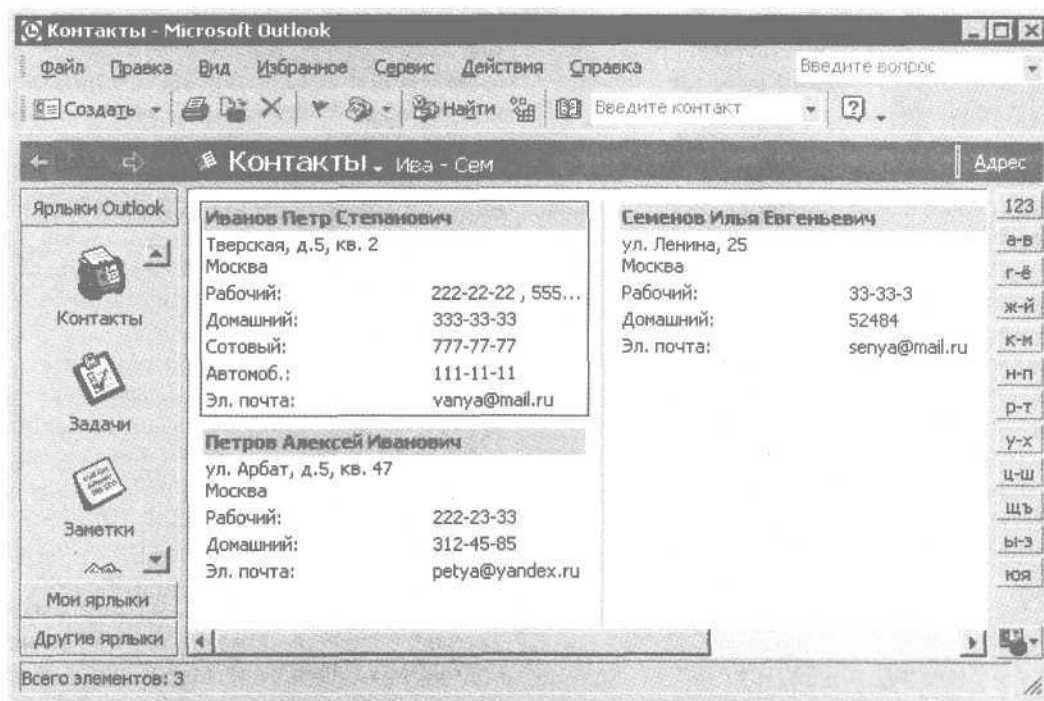 Контакты - Microsoft Outlook
Файл Правка Вид Избранное Сервис Действия Справка Введите вопрос
Создать Найти Введите контакт
Контакты Ива - Сем Адрес
Ярлыки Outlook
Контакты
Задачи
Заметки
Мои ярлыки
Другие ярлыки
Иванов Петр Степанович
Тверская, д.5, кв. 2
Москва
Рабочий: 222-22-22 , 555...
Домашний: 333-33-33
Сотовый: 777-77-77
Автомоб.: 111-11-11
Эл. почта: vanya@mail.ru
Петров Алексей Иванович
ул. Арбат, д.5, кв. 47
Москва
Рабочий: 222-23-33
Домашний: 312-45-85
Эл. почта: petya@yandex.ru
Семенов Илья Евгеньевич
ул. Ленина, 25
Москва
Рабочий: 33-33-3
Домашний: 52484
Эл. почта: senya@mail.ru
123
а-в
г-ё
ж-й
к-м
н-п
р-т
у-х
ц-ш
щъ
ы-э
юя
Всего элементов: 3